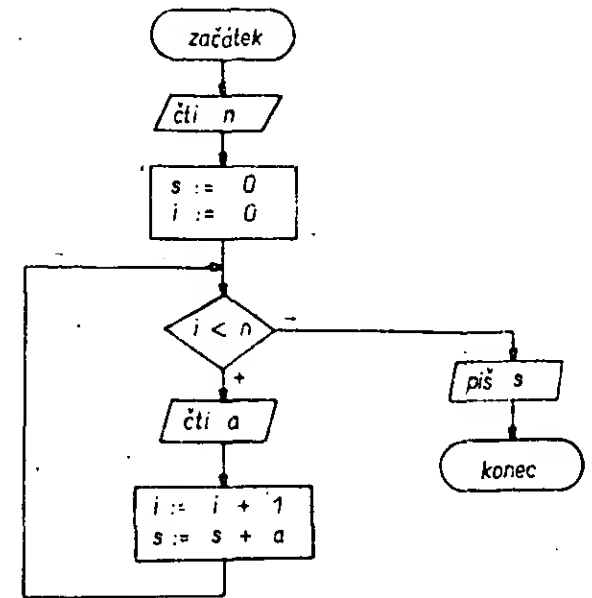 začátek
čti n
s := 0
i := 0
i < n
–
+
čti a
i := i + 1
s := s + a
piš s
konec